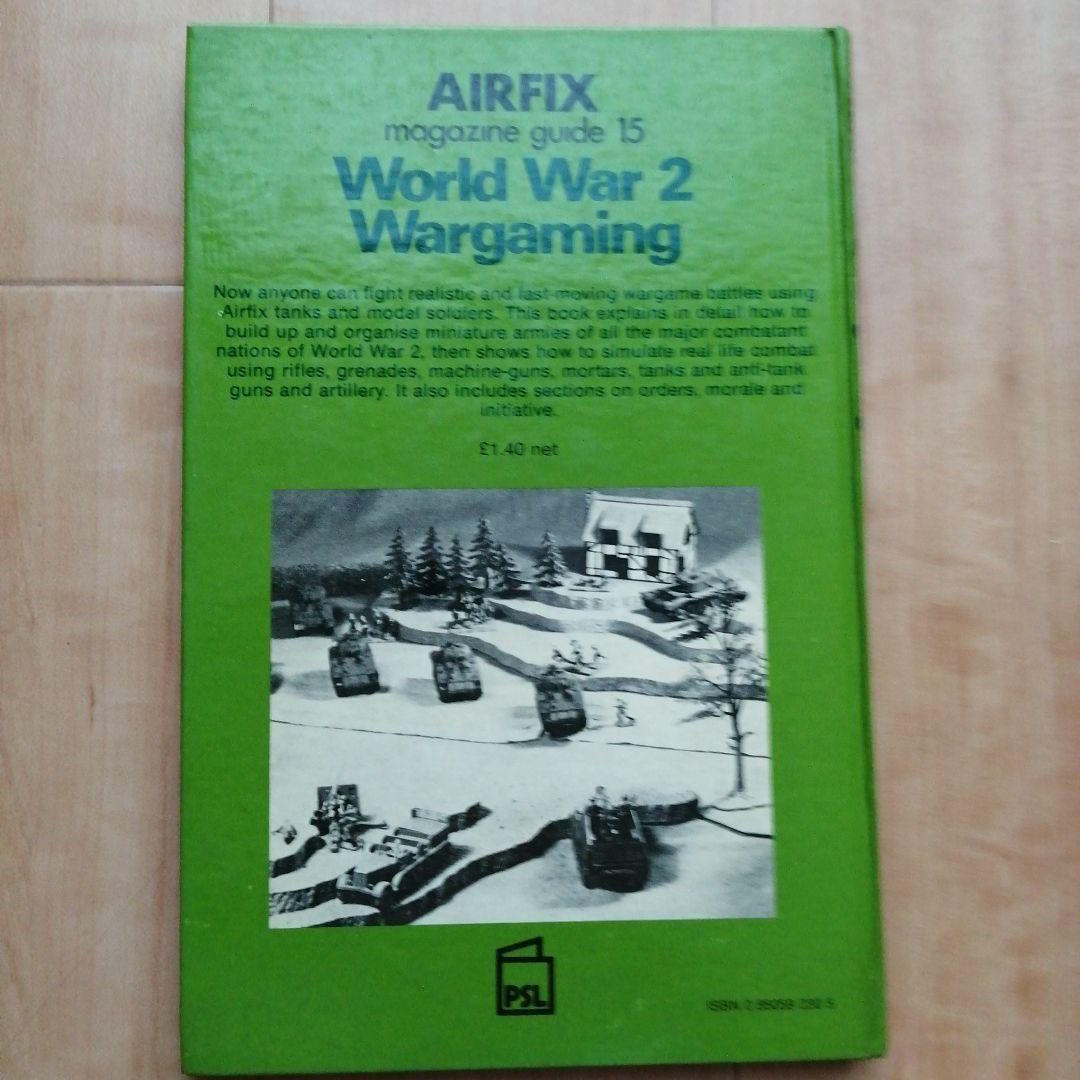 AIRFIX
magazine guide 15
World War 2
Wargaming
Now anyone can fight realistic and fast-moving wargame battles using
Airfix tanks and model soldiers. This book explains in detail how to
build up and organise miniature armies of all the major combatant
nations of World War 2, then shows how to simulate real life combat
using rifles, grenades, machine-guns, mortars, tanks and anti-tank
guns and artillery. It also includes sections on orders, morale and
initiative.
£1.40 net
PSL
ISBN 0 85059